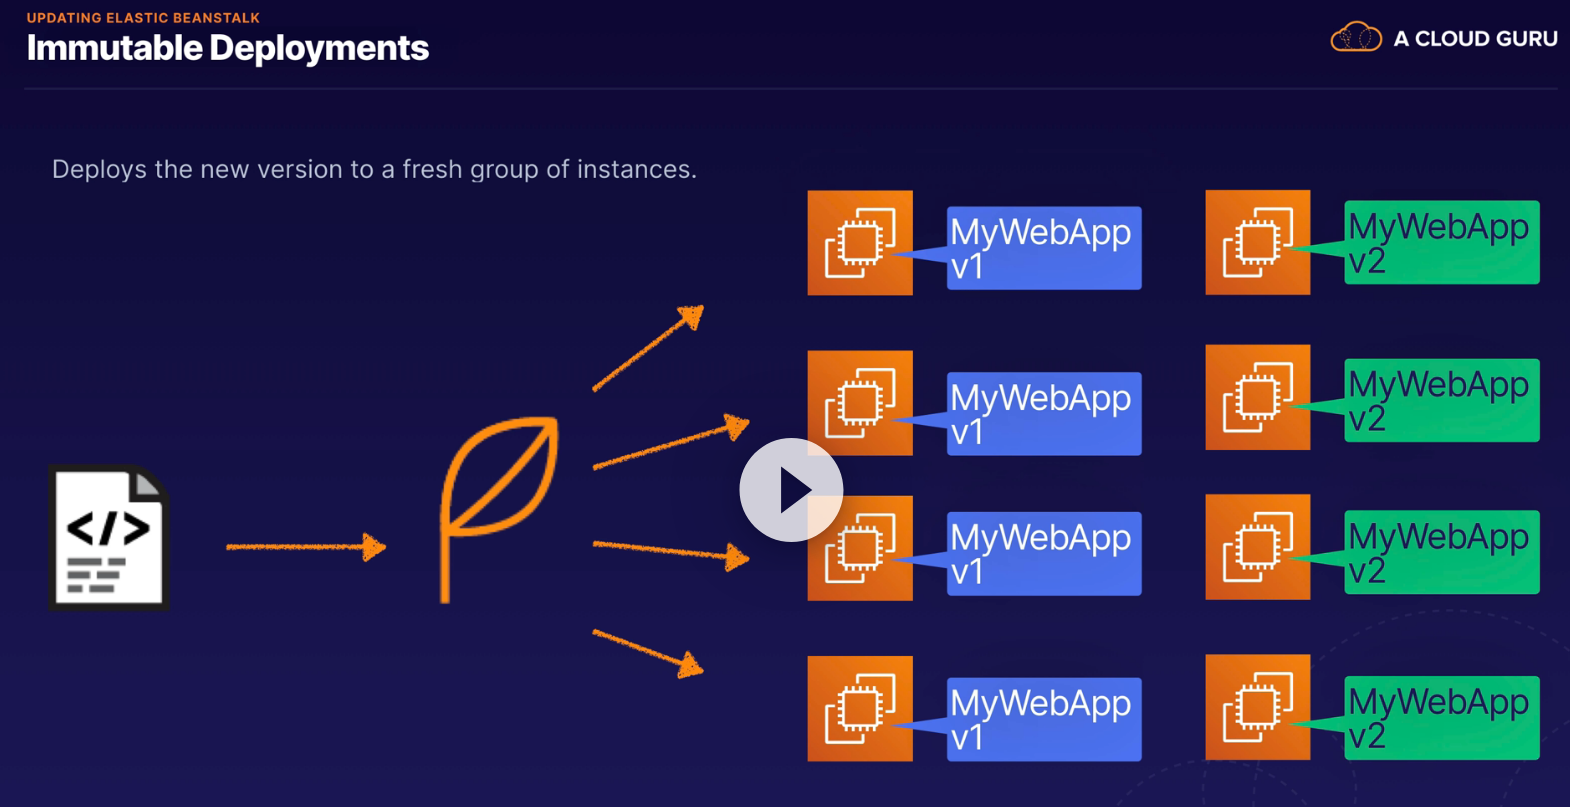 UPDATING ELASTIC BEANSTALK
Immutable Deployments
A CLOUD GURU
Deploys the new version to a fresh group of instances.
MyWebApp
v1
MyWebApp
v2
MyWebApp
v1
MyWebApp
v2
</>
MyWebApp
v1
MyWebApp
v2
MyWebApp
v1
MyWebApp
v2